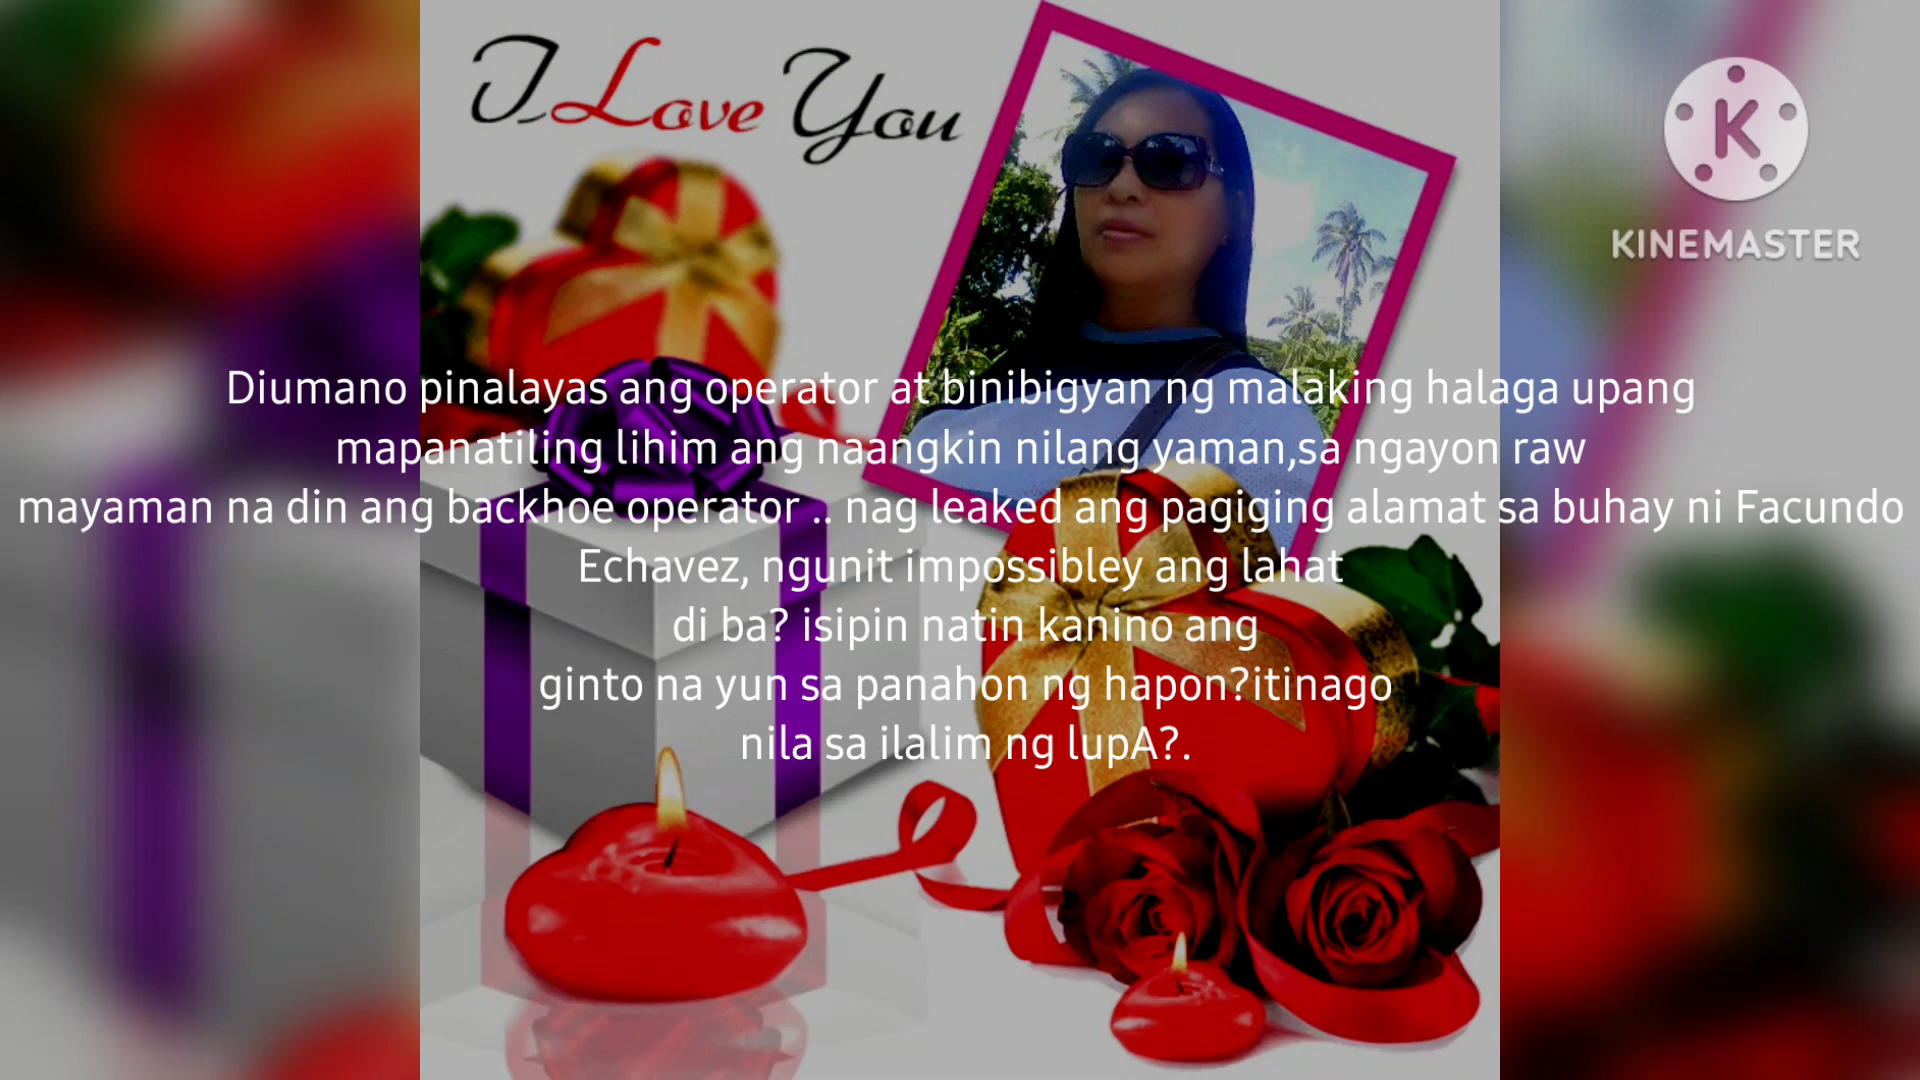 I Love You
KINEMASTER
Diumano pinalayas ang operator at binibigyan ng malaking halaga upang
mapanatiling lihim ang naangkin nilang yaman,sa ngayon raw
mayaman na din ang backhoe operator .. nag leaked ang pagiging alamat sa buhay ni Facundo
Echavez, ngunit impossibley ang lahat
di ba? isipin natin kanino ang
ginto na yun sa panahon ng hapon?itinago
nila sa ilalim ng lupA?.